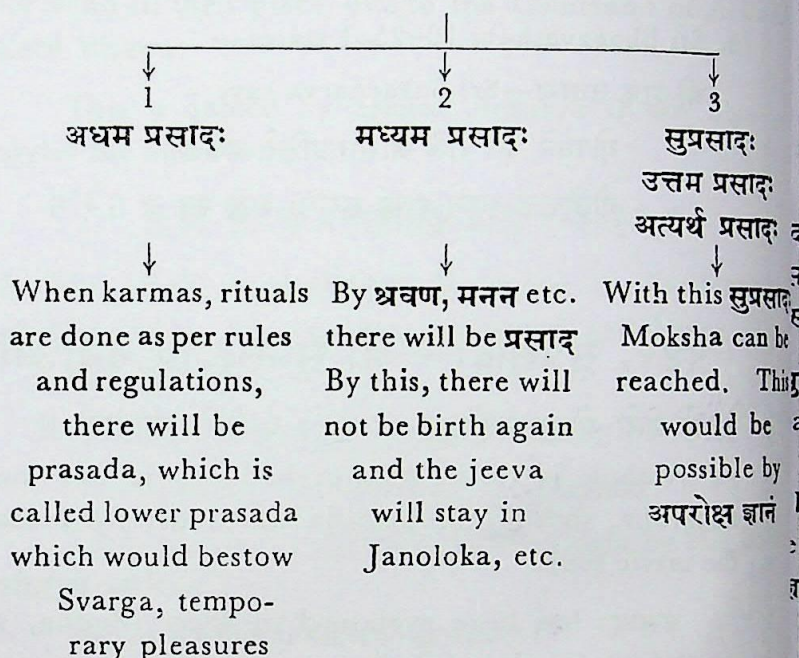 1
अधम प्रसादः
When karmas, rituals
are done as per rules
and regulations,
there will be
prasada, which is
called lower prasada
which would bestow
Svarga, tempo-
rary pleasures
2
मध्यम प्रसादः
By श्रवण, मनन etc.
there will be प्रसाद
By this, there will
not be birth again
and the jeeva
will stay in
Janoloka, etc.
3
सुप्रसादः
उत्तम प्रसादः
अत्यर्थ प्रसादः
With this सुप्रसाद
Moksha can be
reached. This
would be
possible by
अपरोक्ष ज्ञानं